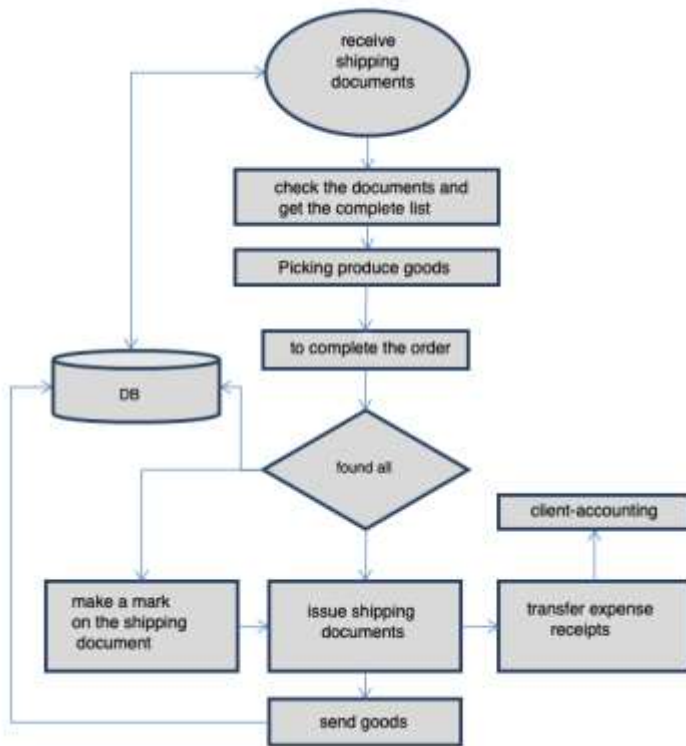 receive
shipping
documents
check the documents and
get the complete list
Picking produce goods
to complete the order
DB
found all
client-accounting
make a mark
on the shipping
document
issue shipping
documents
transfer expense
receipts
send goods